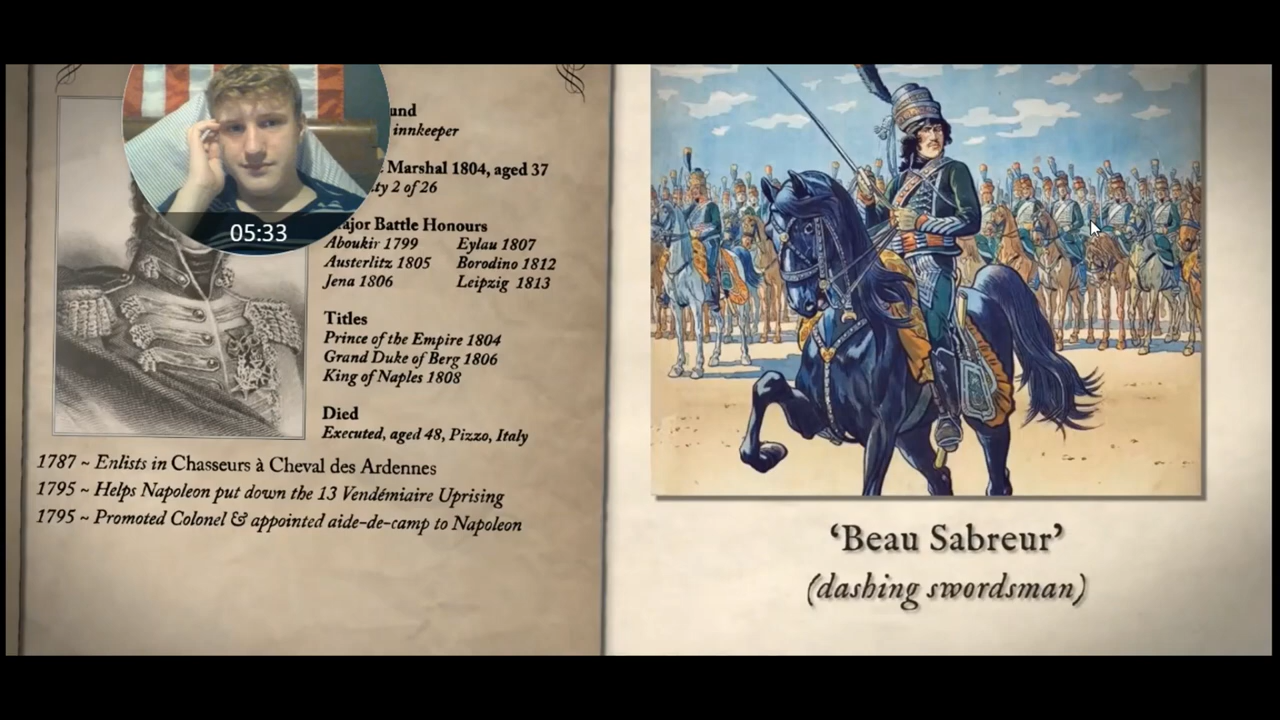 und
innkeeper
Marshal 1804, aged 37
2 of 26
Major Battle Honours
Aboukir 1799 Eylau 1807
Austerlitz 1805 Borodino 1812
Jena 1806 Leipzig 1813
Titles
Prince of the Empire 1804
Grand Duke of Berg 1806
King of Naples 1808
Died
Executed, aged 48, Pizzo, Italy
1787 ~ Enlists in Chasseurs à Cheval des Ardennes
1795 ~ Helps Napoleon put down the 13 Vendémiaire Uprising
1795 ~ Promoted Colonel & appointed aide-de-camp to Napoleon
05:33
‘Beau Sabreur’
(dashing swordsman)